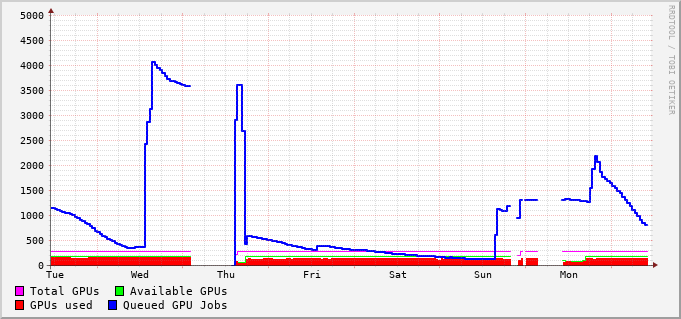 5000
4500
4000
3500
3000
2500
2000
1500
1000
500
0
Tue Wed Thu Fri Sat Sun Mon
Total GPUs Available GPUs
GPUs used Queued GPU Jobs
RRDTOOL / TOBI OETIKER